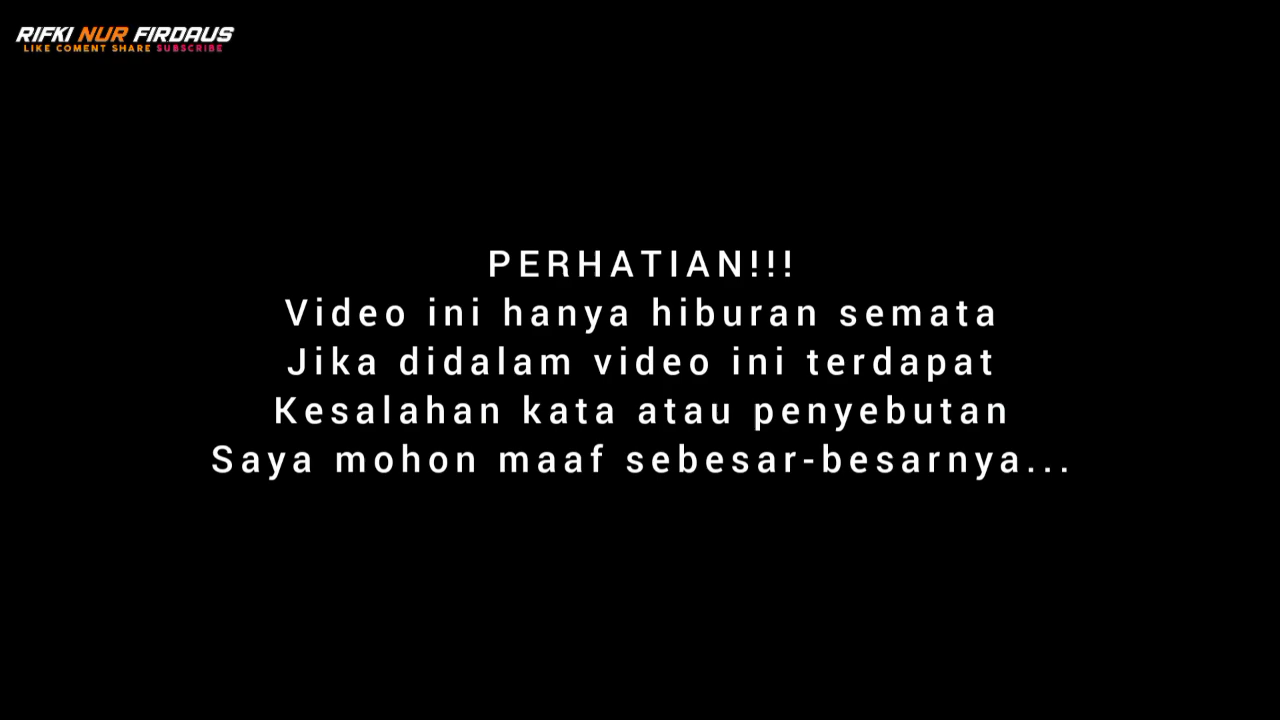 RIFKI NUR FIRDAUS
LIKE COMENT SHARE SUBSCRIBE
PERHATIAN!!!
Video ini hanya hiburan semata
Jika didalam video ini terdapat
Kesalahan kata atau penyebutan
Saya mohon maaf sebesar-besarnya...